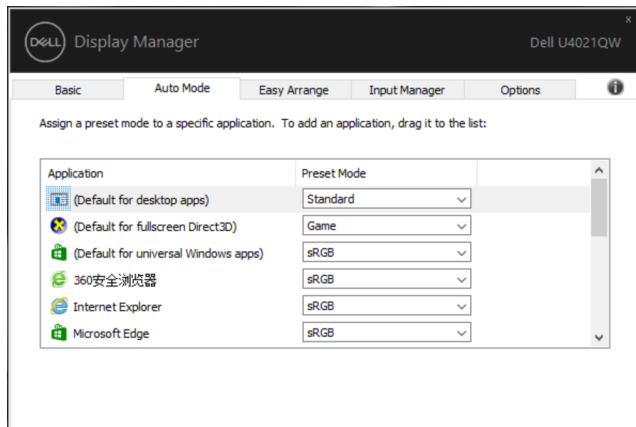 DELL Display Manager Dell U4021QW
Basic Auto Mode Easy Arrange Input Manager Options
Assign a preset mode to a specific application. To add an application, drag it to the list:
Application Preset Mode
(Default for desktop apps) Standard
(Default for fullscreen Direct3D) Game
(Default for universal Windows apps) sRGB
360安全浏览器 sRGB
Internet Explorer sRGB
Microsoft Edge sRGB